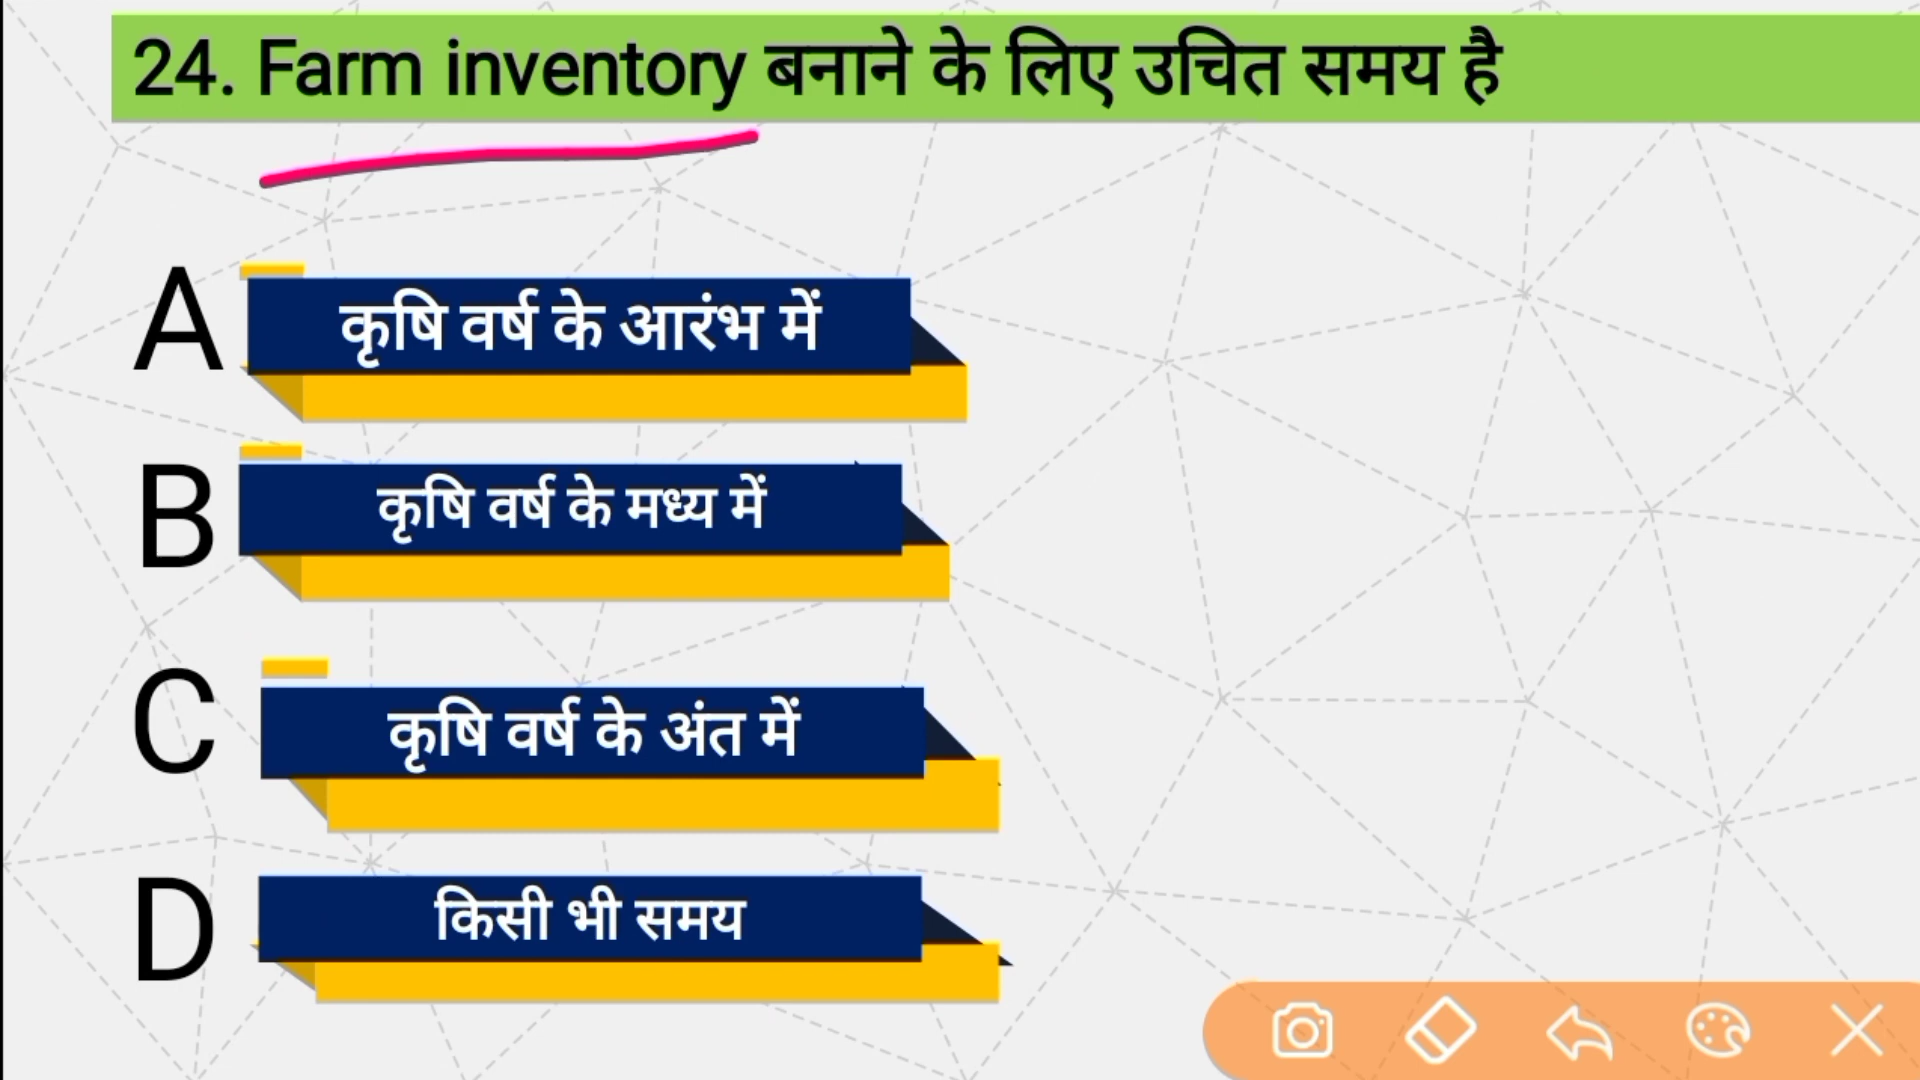 24. Farm inventory बनाने के लिए उचित समय है
A कृषि वर्ष के आरंभ में
B कृषि वर्ष के मध्य में
C कृषि वर्ष के अंत में
D किसी भी समय